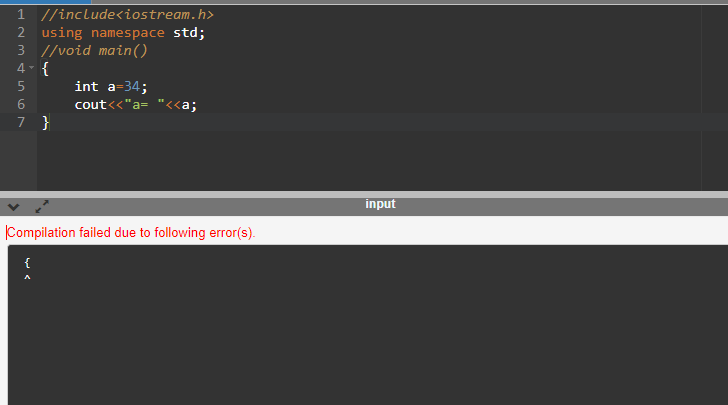 1 //include<iostream.h>
2 using namespace std;
3 //void main()
4 {
5 int a=34;
6 cout<<"a= "<<a;
7 }
input
Compilation failed due to following error(s).
{
^